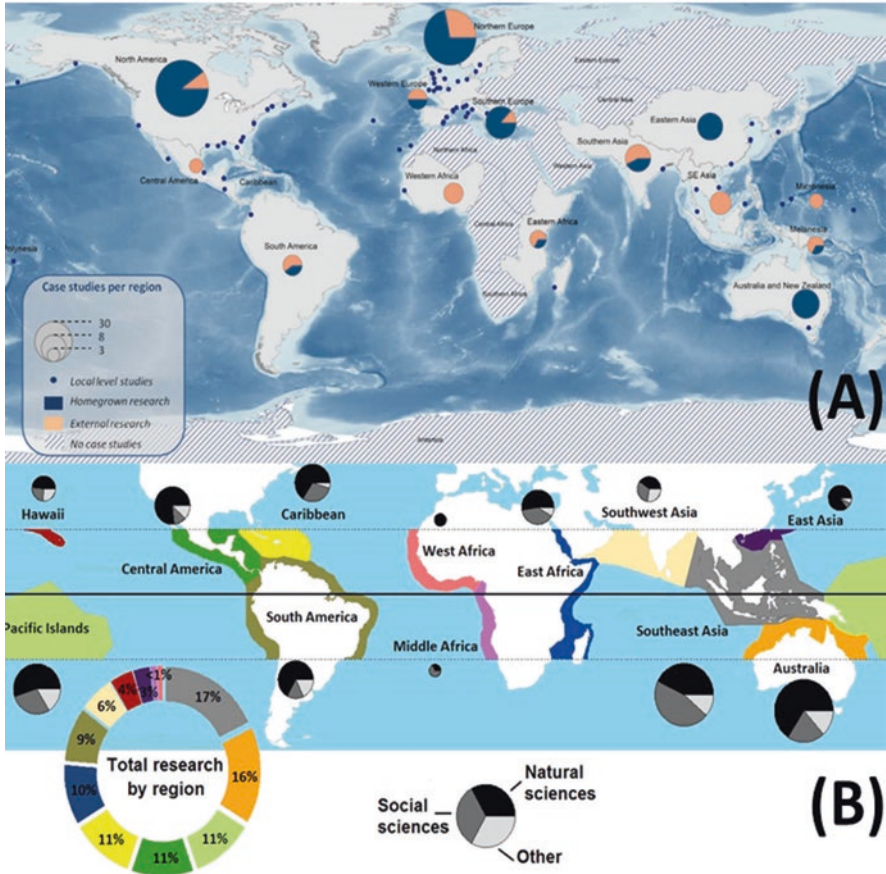 Northern Europe
North America
Eastern Europe
Western Europe
Central Asia
Southern Europe
Eastern Asia
Northern Africa
Southern Asia
Western Asia
Central America
Caribbean
Western Africa
SE Asia
Micronesia
Central Africa
Eastern Africa
Melanesia
Polynesia
South America
Australia and New Zealand
Southern Africa
Case studies per region
30
8
3
Local level studies
Homegrown research
External research
No case studies
(A)
Antarctica
Hawaii
Caribbean
Southwest Asia
East Asia
Central America
West Africa
East Africa
South America
Pacific Islands
Middle Africa
Southeast Asia
Australia
<1%
4%
3%
17%
6%
9%
Total research
by region
16%
10%
11%
11%
11%
Natural
sciences
Social
sciences
Other
(B)